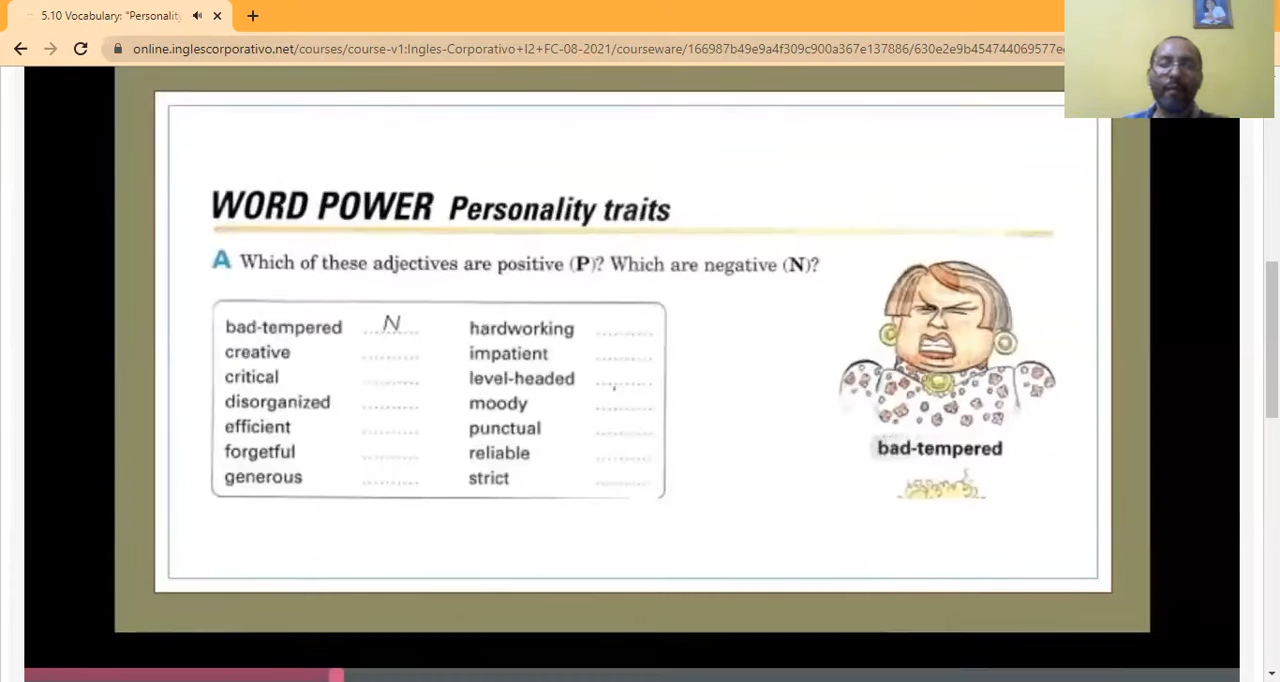 5.10 Vocabulary: "Personality
online.inglescorporativo.net/courses/course-v1:Ingles-Corporativo+I2+FC-08-2021/courseware/166987b49e9a4f309c900a367e137886/630e2e9b454744069577e
WORD POWER Personality traits
A Which of these adjectives are positive (P)? Which are negative (N)?
bad-tempered N hardworking
creative impatient
critical level-headed
disorganized moody
efficient punctual
forgetful reliable
generous strict
bad-tempered